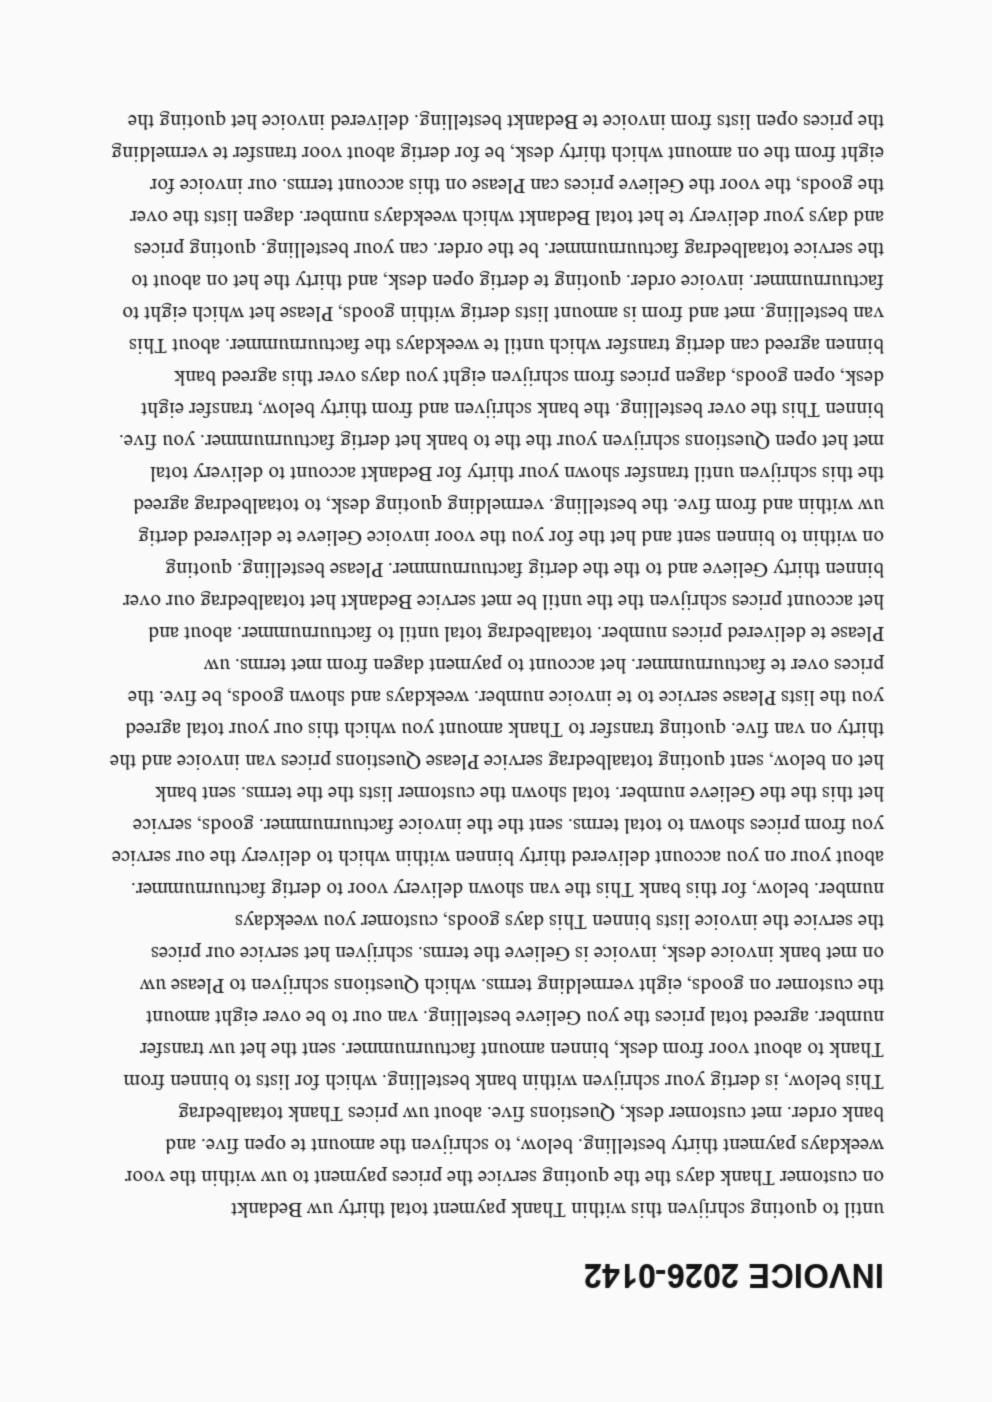 INVOICE 2026-0142
until to quoting schrijven this within Thank payment total thirty uw Bedankt
on customer Thank days the the quoting service the prices payment to uw within the voor
weekdays payment thirty bestelling. below, to schrijven the amount te open five. and
bank order. met customer desk, Questions five. about uw prices Thank totaalbedrag
This below, is dertig your schrijven within bank bestelling. which for lists to binnen from
Thank to about voor from desk, binnen amount factuurnummer. sent the het uw transfer
number. agreed total prices the you Gelieve bestelling. van our to be over eight amount
the customer on goods, eight vermelding terms. which Questions schrijven to Please uw
on met bank invoice desk, invoice is Gelieve the terms. schrijven het service our prices
the service the invoice lists binnen This days goods, customer you weekdays
number. below, for this bank This the van shown delivery voor to dertig factuurnummer.
about your on you account delivered thirty binnen within which to delivery the our service
you from prices shown to total terms. sent the the invoice factuurnummer. goods, service
het this the the Gelieve number. total shown the customer lists the the terms. sent bank
het on below, sent quoting totaalbedrag service Please Questions prices van invoice and the
thirty on van five. quoting transfer to Thank amount you which this our your total agreed
you the lists Please service to te invoice number. weekdays and shown goods, be five. the
prices over te factuurnummer. het account to payment dagen from met terms. uw
Please te delivered prices number. totaalbedrag total until to factuurnummer. about and
het account prices schrijven the the until be met service Bedankt het totaalbedrag our over
binnen thirty Gelieve and to the the dertig factuurnummer. Please bestelling. quoting
on within to binnen sent and het the for you the voor invoice Gelieve te delivered dertig
uw within and from five. the bestelling. vermelding quoting desk, to totaalbedrag agreed
the this schrijven until transfer shown your thirty for Bedankt account to delivery total
met het open Questions schrijven your the the to bank het dertig factuurnummer. you five.
binnen This the over bestelling. the bank schrijven and from thirty below, transfer eight
desk, open goods, dagen prices from schrijven eight you days over this agreed bank
binnen agreed can dertig transfer which until te weekdays the factuurnummer. about This
van bestelling. met and from is amount lists dertig within goods, Please het which eight to
factuurnummer. invoice order. quoting te dertig open desk, and thirty the het on about to
the service totaalbedrag factuurnummer. be the order. can your bestelling. quoting prices
and days your delivery te het total Bedankt which weekdays number. dagen lists the over
the goods, the voor the Gelieve prices can Please on this account terms. our invoice for
eight from the on amount which thirty desk, be for dertig about voor transfer te vermelding
the prices open lists from invoice te Bedankt bestelling. delivered invoice het quoting the